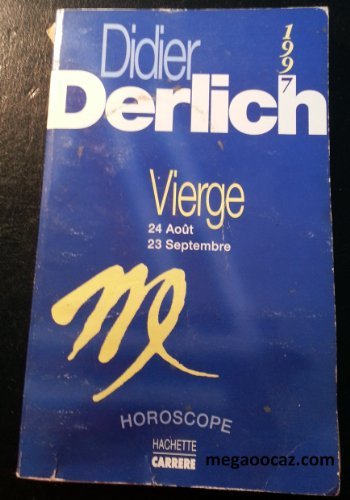 Didier
1997
Derlich
Vierge
24 Août
23 Septembre
HOROSCOPE
HACHETTE
CARRERE
megaoocaz.com